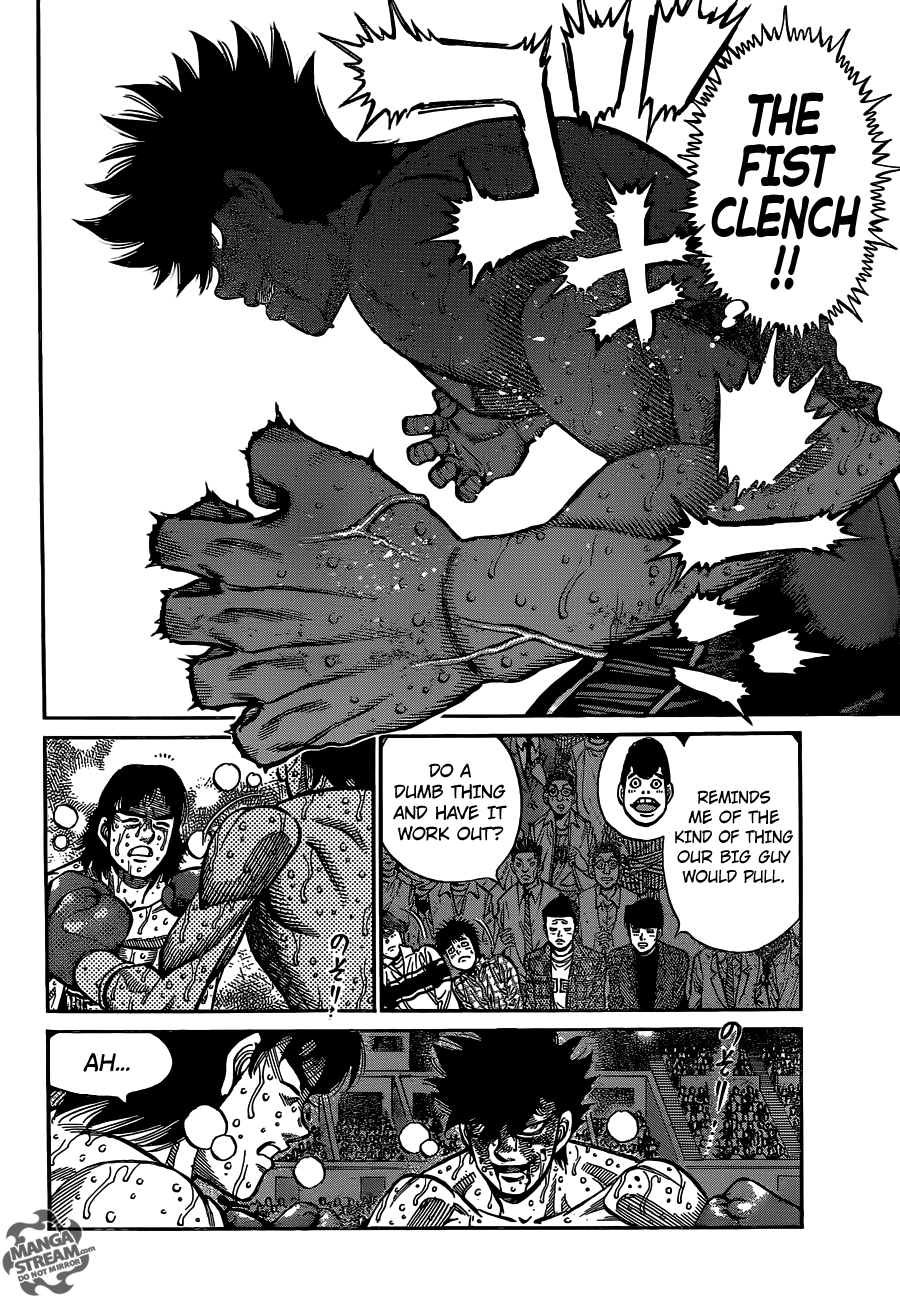 THE
FIST
CLENCH
!!
DO A
DUMB THING
AND HAVE IT
WORK OUT?
REMINDS
ME OF THE
KIND OF THING
OUR BIG GUY
WOULD PULL.
のそ!!
AH...
のそ!!
MANGA
STREAM.com
DO NOT MIRROR!